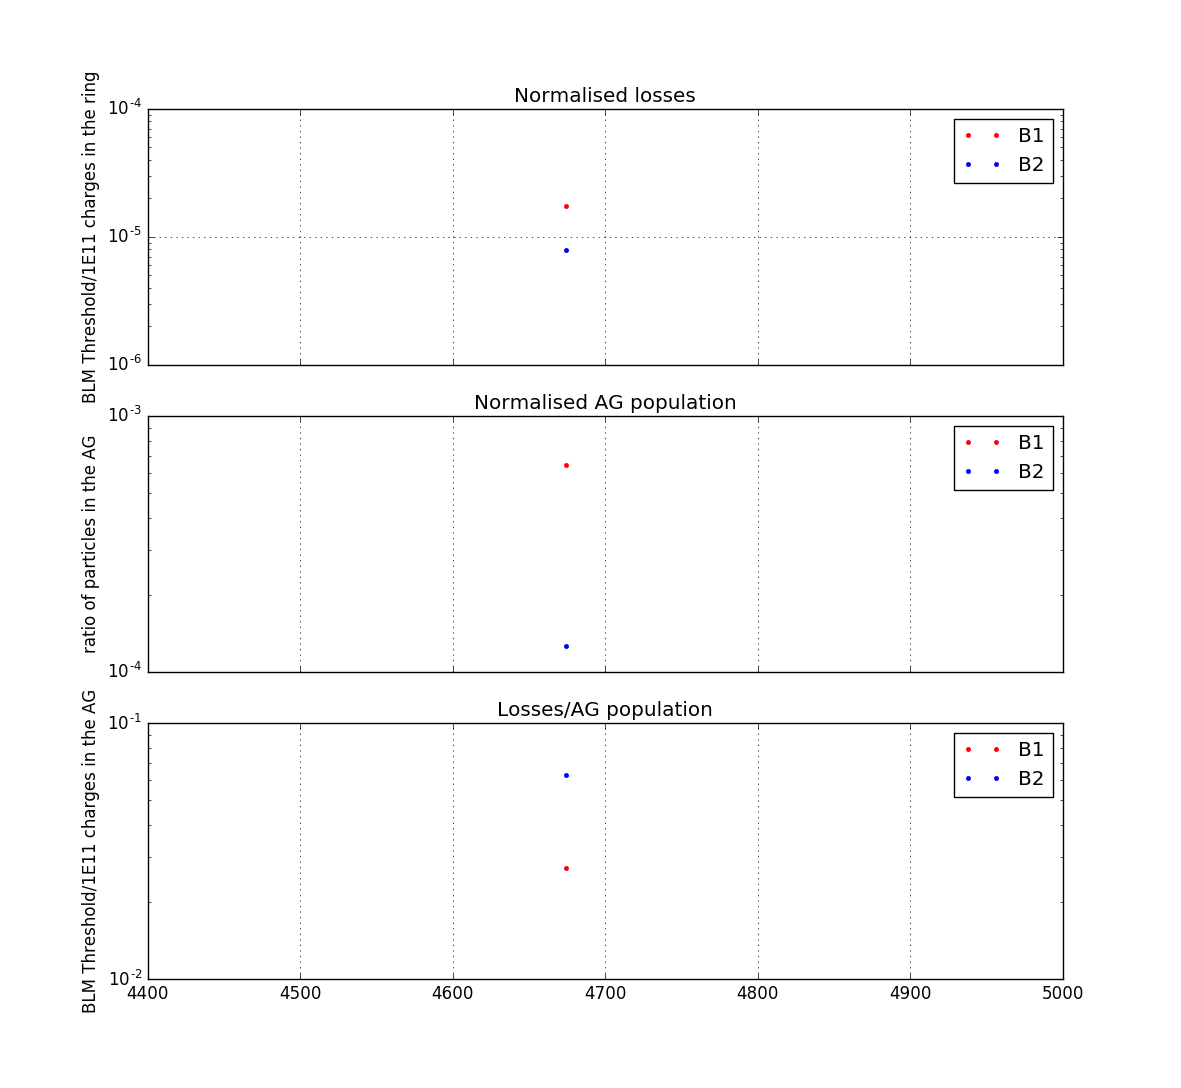 Normalised losses
BLM Threshold/1E11 charges in the ring
10^-4
10^-5
10^-6
B1
B2
Normalised AG population
ratio of particles in the AG
10^-3
10^-4
B1
B2
Losses/AG population
BLM Threshold/1E11 charges in the AG
10^-1
10^-2
B1
B2
4400 4500 4600 4700 4800 4900 5000